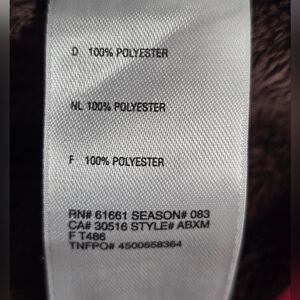 D 100% POLYESTER
NL 100% POLYESTER
F 100% POLYESTER
RN# 61661 SEASON# 083
CA# 30516 STYLE# ABXM
F T486
TNFPO# 4500658364